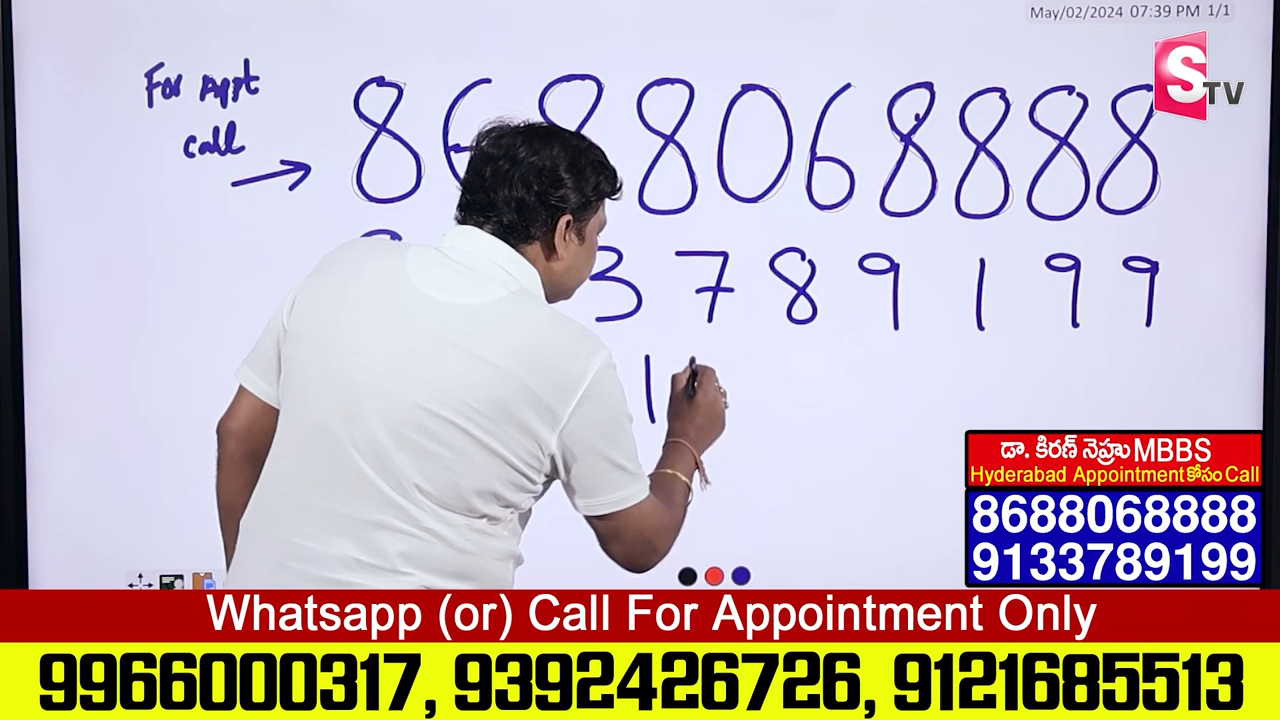 May/02/2024 07:39 PM 1/1
STV
For Appt
call
8688068888
3789199
1
డా. కిరణ్ నెహ్రు MBBS
Hyderabad Appointment కోసం Call
8688068888
9133789199
Whatsapp (or) Call For Appointment Only
9966000317, 9392426726, 9121685513